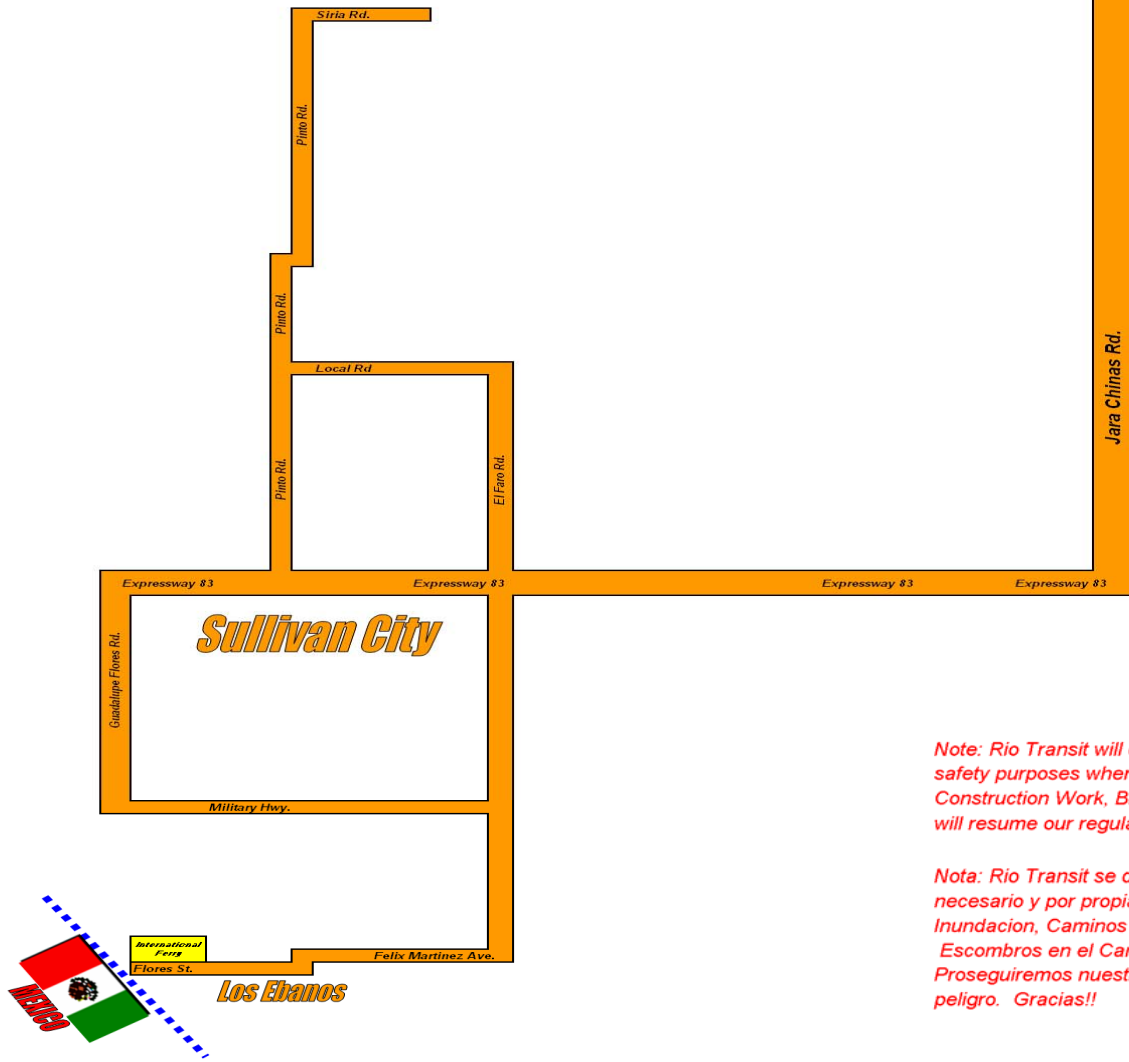 Siria Rd.
Pinto Rd.
Pinto Rd.
Jara Chinas Rd.
Local Rd
Pinto Rd.
El Faro Rd.
Expressway 83
Expressway 83
Expressway 83
Expressway 83
Sullivan City
Guadalupe Flores Rd.
Military Hwy.
Note: Rio Transit will
safety purposes when
Construction Work, B
will resume our regula
Nota: Rio Transit se
necesario y por propia
Inundacion, Caminos
Escombros en el Ca
Proseguiremos nuest
peligro. Gracias!!
International
Ferry
Felix Martinez Ave.
Flores St.
Los Ebanos
MEXICO